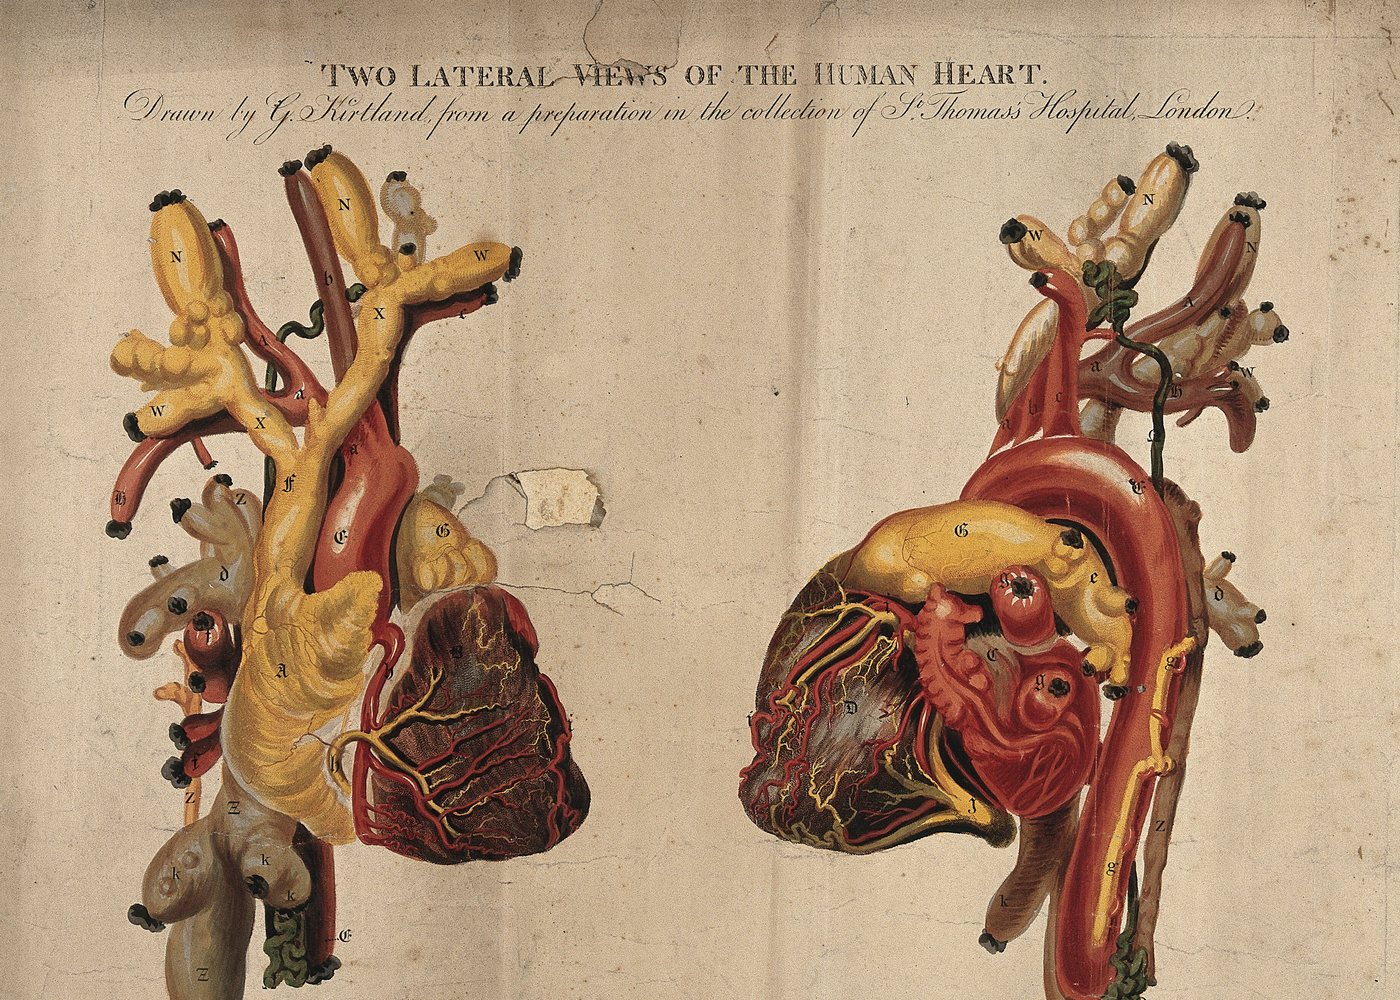 TWO LATERAL VIEWS OF THE HUMAN HEART.
Drawn by G. Kirtland, from a preparation in the collection of St. Thomas's Hospital, London.
N
N
W
b
X
c
A
a
W
X
H
f
a
Z
G
d
f
A
B
h
i
h
f
Z
Z
k
k
k
Z
N
W
N
A
a
W
b
c
H
a
G
e
g
d
C
g
g
i
D
Z
g
k